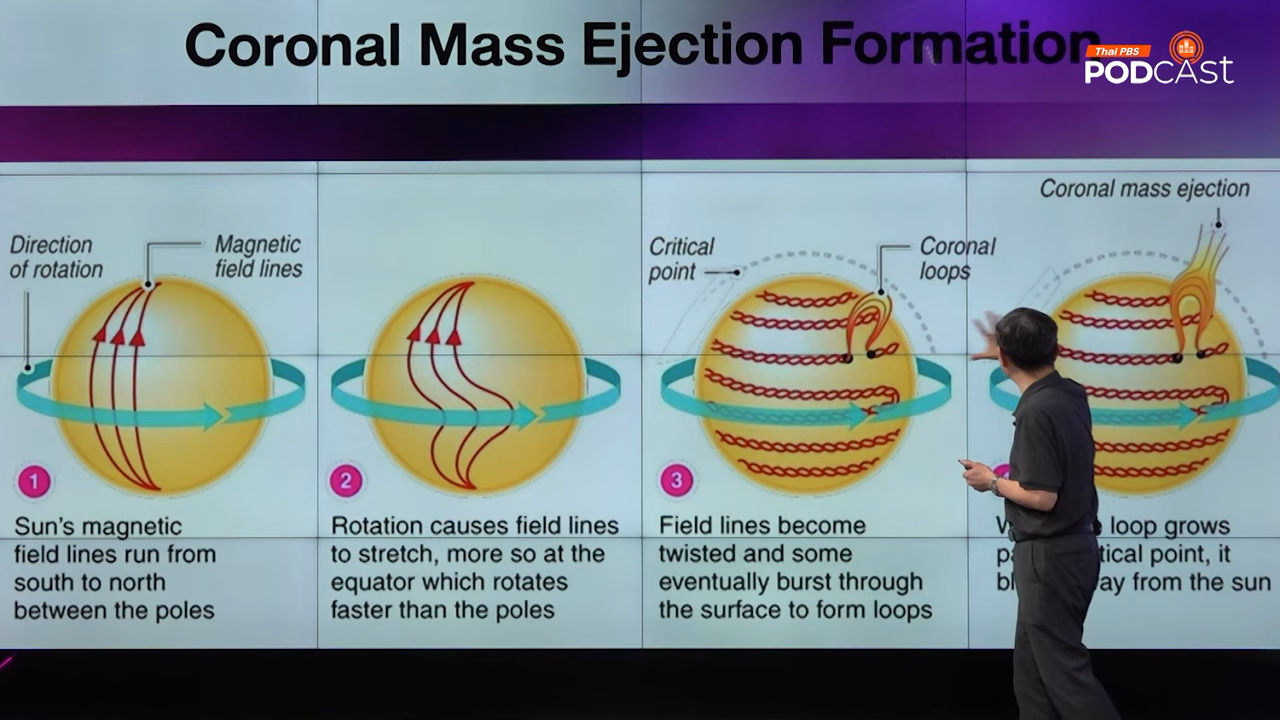 Coronal Mass Ejection Formation
Thai PBS
PODCAST
Direction
of rotation
Magnetic
field lines
1
Sun's magnetic
field lines run from
south to north
between the poles
2
Rotation causes field lines
to stretch, more so at the
equator which rotates
faster than the poles
Critical
point
Coronal
loops
3
Field lines become
twisted and some
eventually burst through
the surface to form loops
Coronal mass ejection
loop grows
point, it
from the sun